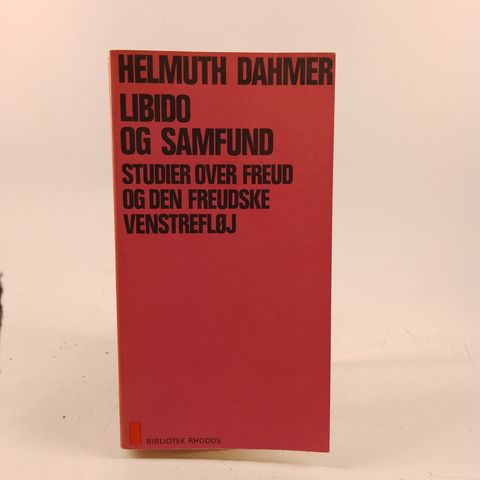 HELMUTH DAHMER
LIBIDO
OG SAMFUND
STUDIER OVER FREUD
OG DEN FREUDSKE
VENSTREFLØJ
BIBLIOTEK RHODOS